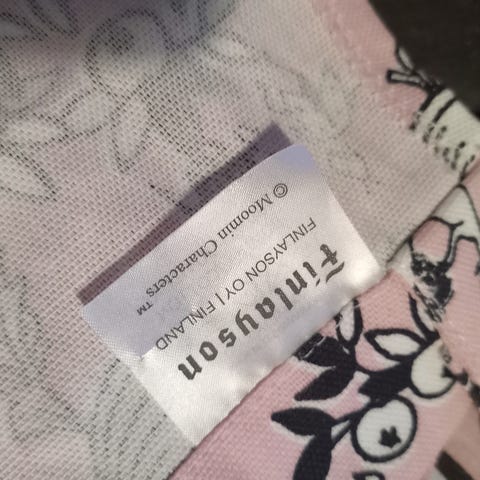 Finlayson
FINLAYSON OY | FINLAND
© Moomin Characters ™